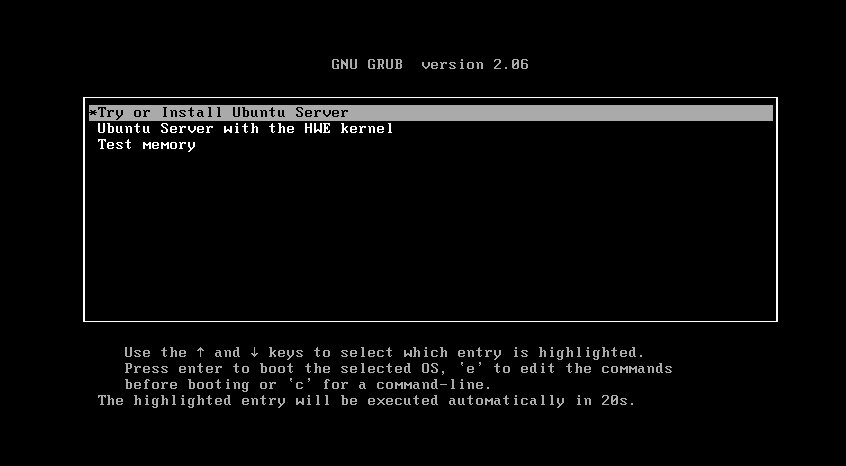 GNU GRUB  version 2.06
*Try or Install Ubuntu Server
Ubuntu Server with the HWE kernel
Test memory
Use the ↑ and ↓ keys to select which entry is highlighted.
Press enter to boot the selected OS, `e' to edit the commands
before booting or `c' for a command-line.
The highlighted entry will be executed automatically in 20s.